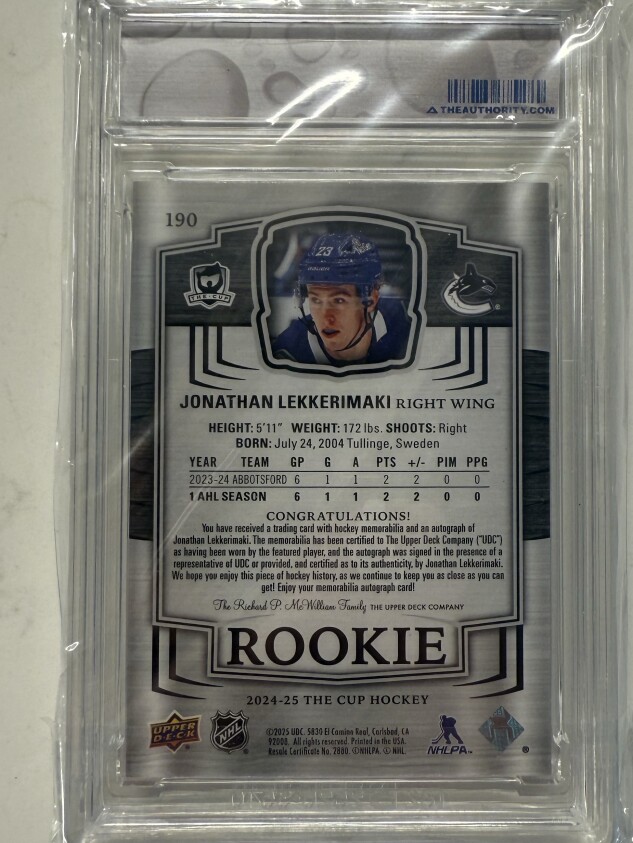 THEAUTHORITY.COM
190
23
THE CUP
JONATHAN LEKKERIMAKI RIGHT WING
HEIGHT: 5'11" WEIGHT: 172 lbs. SHOOTS: Right
BORN: July 24, 2004 Tullinge, Sweden
YEAR TEAM GP G A PTS +/- PIM PPG
2023-24 ABBOTSFORD 6 1 1 2 2 0 0
1 AHL SEASON 6 1 1 2 2 0 0
CONGRATULATIONS!
You have received a trading card with hockey memorabilia and an autograph of
Jonathan Lekkerimaki. The memorabilia has been certified to The Upper Deck Company ("UDC")
as having been worn by the featured player, and the autograph was signed in the presence of a
representative of UDC or provided, and certified as to its authenticity, by Jonathan Lekkerimaki.
We hope you enjoy this piece of hockey history, as we continue to keep you as close as you can
get! Enjoy your memorabilia autograph card!
The Richard P. McWilliam Family THE UPPER DECK COMPANY
ROOKIE
2024-25 THE CUP HOCKEY
UPPER
DECK
NHL
©2025 UDC. 5830 El Camino Real, Carlsbad, CA
92008. All rights reserved. Printed in the USA.
Resale Certificate No. 2800. ©NHLPA. © NHL.
NHLPA